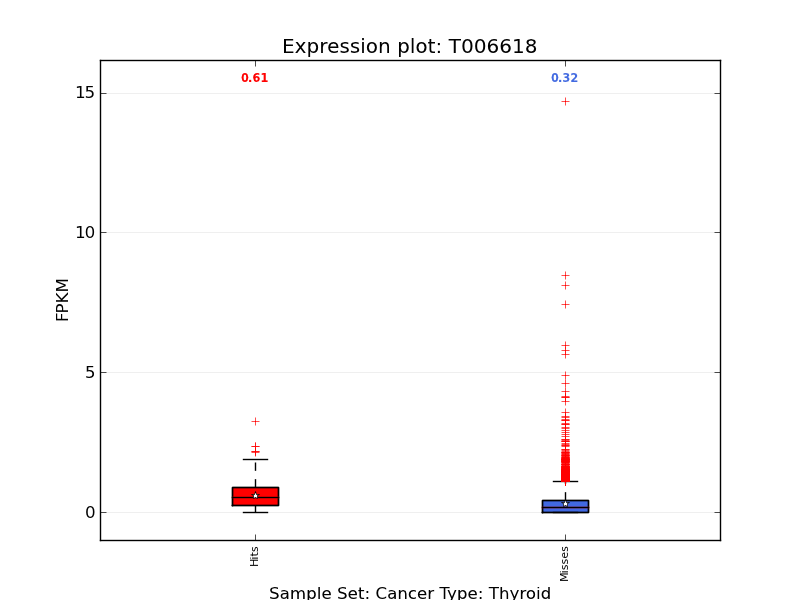 Expression plot: T006618
0.61
0.32
15
10
5
0
FPKM
Hits
Misses
Sample Set: Cancer Type: Thyroid